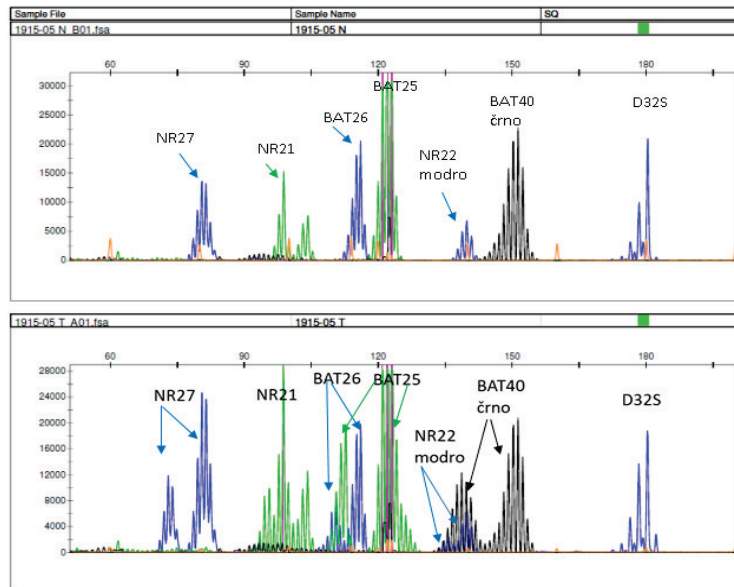 Sample File Sample Name SQ
1915-05 N_B01.fsa 1915-05 N
60 90 120 150 180
30000
25000
20000
15000
10000
5000
0
NR27
NR21
BAT26
BAT25
NR22
modro
BAT40
črno
D32S
1915-05 T_A01.fsa 1915-05 T
60 90 120 150 180
28000
24000
20000
16000
12000
8000
4000
0
NR27
NR21
BAT26
BAT25
NR22
modro
BAT40
črno
D32S